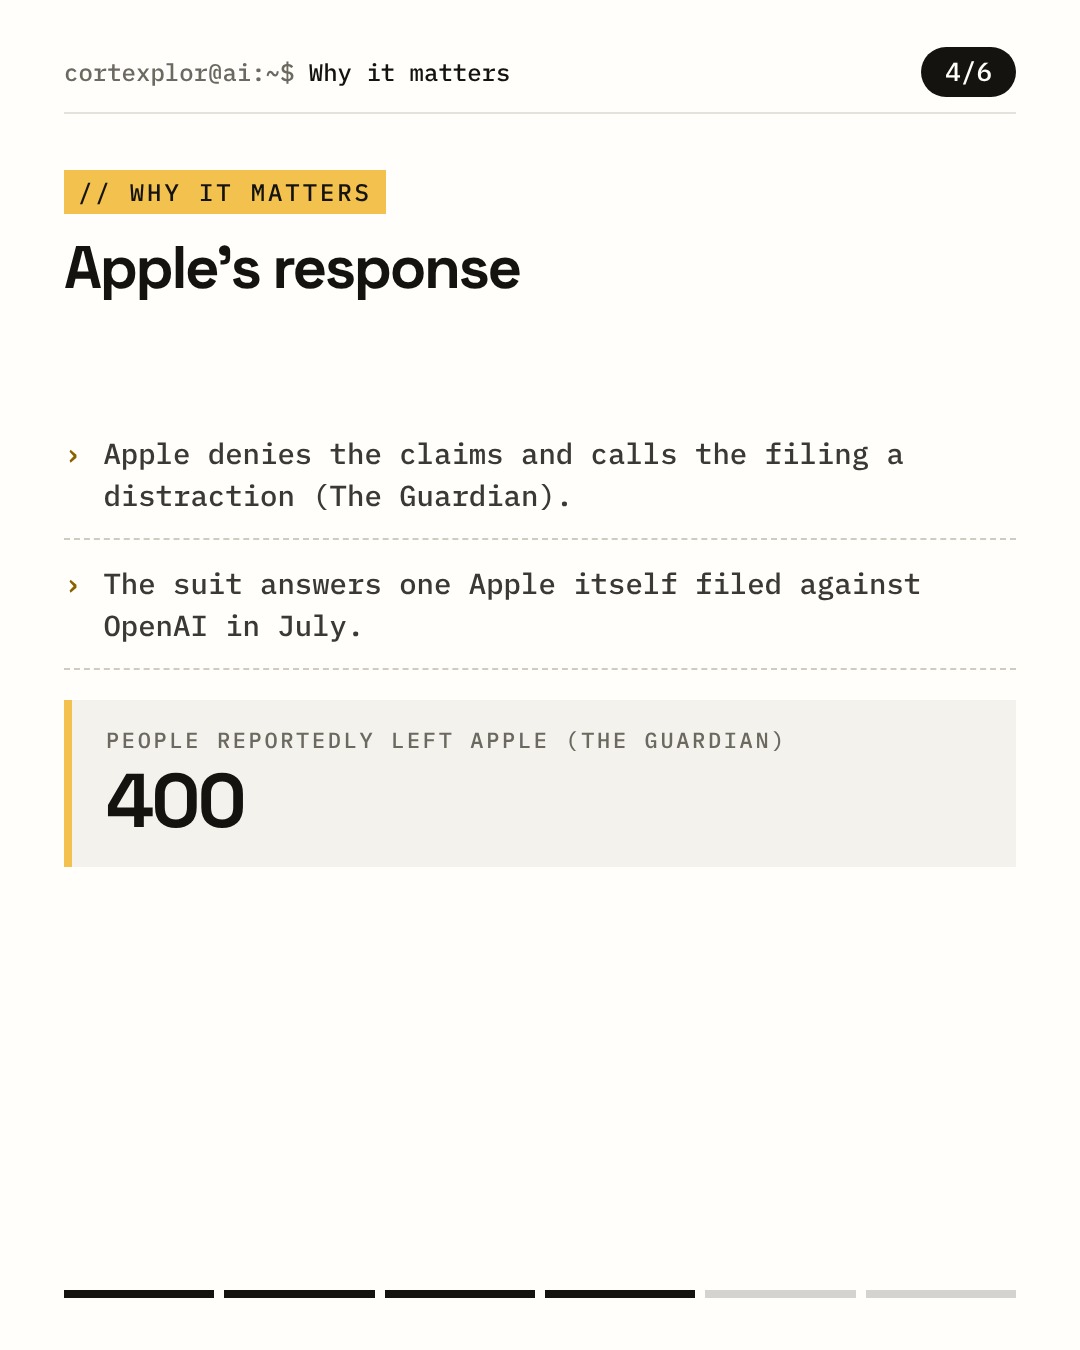 cortexplor@ai:~$ Why it matters
4/6
// WHY IT MATTERS
Apple’s response
› Apple denies the claims and calls the filing a
distraction (The Guardian).
› The suit answers one Apple itself filed against
OpenAI in July.
PEOPLE REPORTEDLY LEFT APPLE (THE GUARDIAN)
400